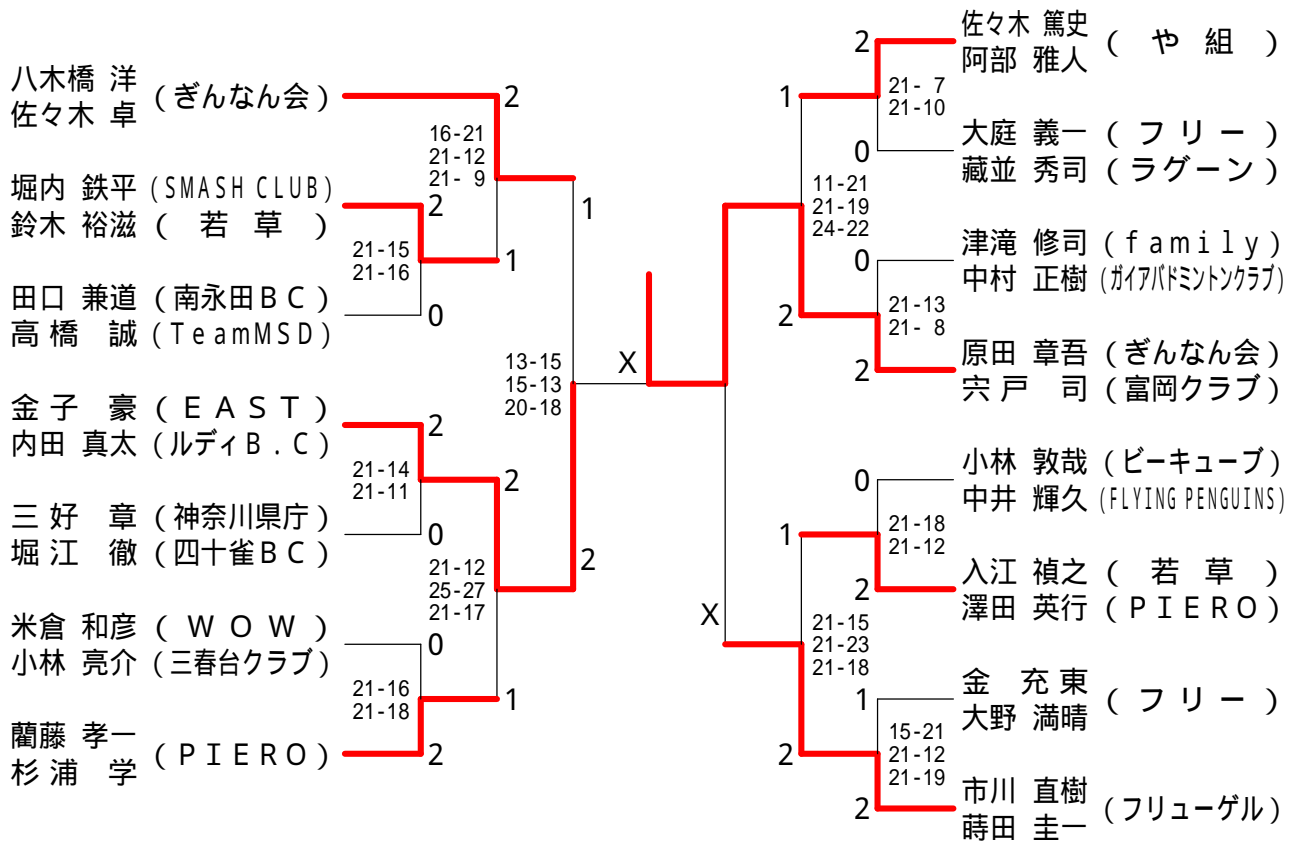 八木橋 洋
佐々木 卓
(ぎんなん会)
堀内 鉄平 (SMASH CLUB)
鈴木 裕滋 ( 若 草 )
田口 兼道 (南永田BC)
高橋 誠 (TeamMSD)
金子 豪 (EAST)
内田 真太 (ルディB.C)
三好 章 (神奈川県庁)
堀江 徹 (四十雀BC)
米倉 和彦 (WOW)
小林 亮介 (三春台クラブ)
藺藤 孝一
杉浦 学
(PIERO)
2
16-21
21-12
21- 9
2
21-15
21-16
1
0
1
13-15
15-13
20-18
2
21-14
21-11
2
0
21-12
25-27
21-17
2
0
21-16
21-18
1
2
X
2
1
21- 7
21-10
0
11-21
21-19
24-22
0
21-13
21- 8
2
2
0
21-18
21-12
1
2
X
21-15
21-23
21-18
1
15-21
21-12
21-19
2
2
佐々木 篤史
阿部 雅人
( や 組 )
大庭 義一 (フリー)
藏並 秀司 (ラグーン)
津滝 修司 (family)
中村 正樹 (ガイアバドミントンクラブ)
原田 章吾 (ぎんなん会)
宍戸 司 (富岡クラブ)
小林 敦哉 (ビーキューブ)
中井 輝久 (FLYING PENGUINS)
入江 禎之 ( 若 草 )
澤田 英行 (PIERO)
金 充東
大野 満晴
(フリー)
市川 直樹
蒔田 圭一
(フリューゲル)